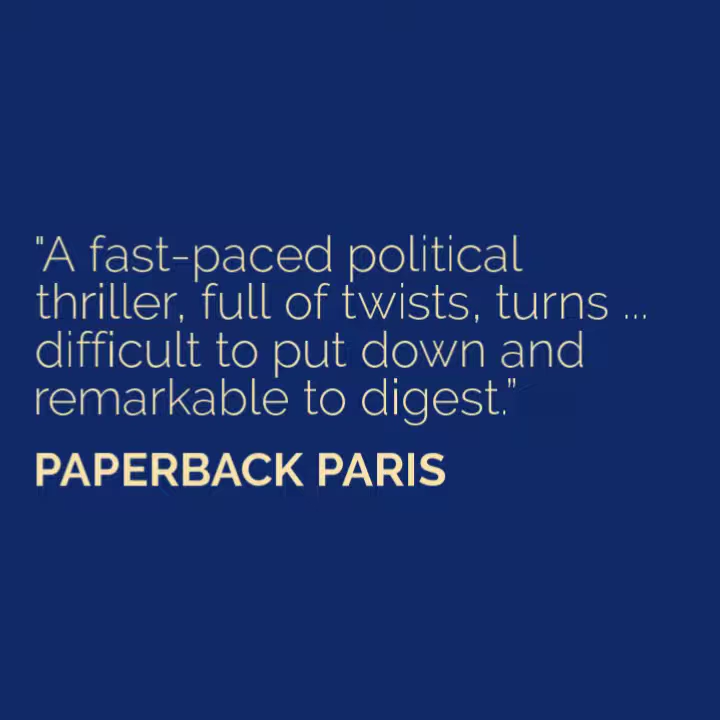 "A fast-paced political
thriller, full of twists, turns ...
difficult to put down and
remarkable to digest.”
PAPERBACK PARIS